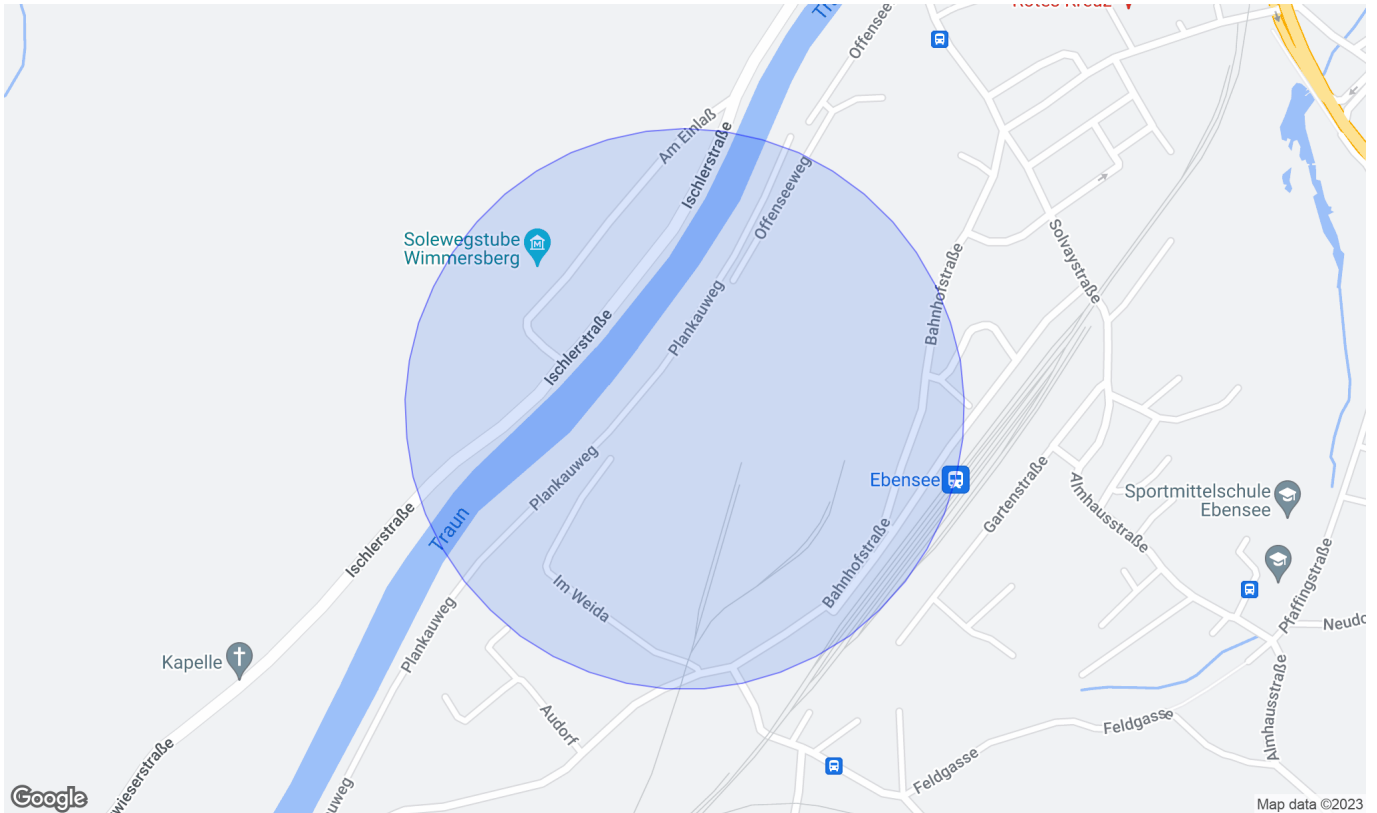 Rotes Kreuz
Tr
Offensee
Am Einlaß
Ischlerstraße
Offenseeweg
Solewegstube
Wimmersberg
Bahnhofstraße
Solvaystraße
Plankauweg
Ischlerstraße
Plankauweg
Ebensee
Gartenstraße
Almhausstraße
Sportmittelschule
Ebensee
Traun
Ischlerstraße
Bahnhofstraße
Im Weida
Pfaffingstraße
Neudo
Plankauweg
Kapelle
Audorf
Feldgasse
Almhausstraße
Feldgasse
wieserstraße
uweg
Google
Map data ©2023